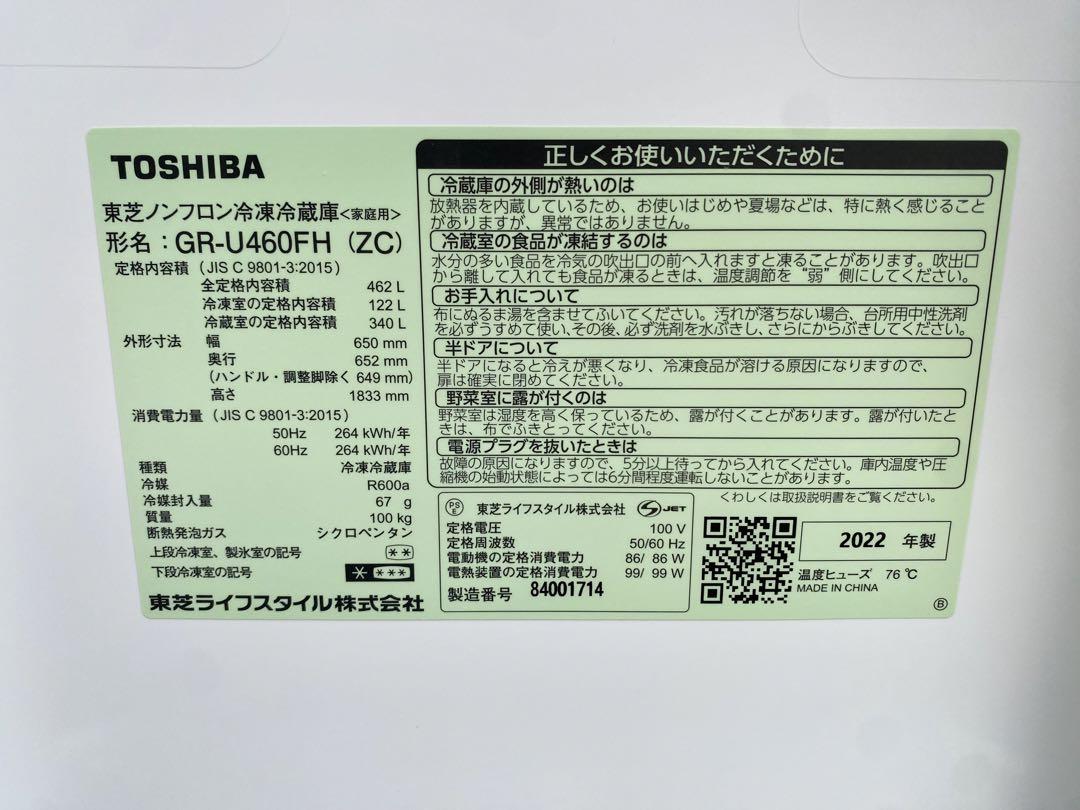 TOSHIBA
東芝ノンフロン冷凍冷蔵庫<家庭用>
形名：GR-U460FH (ZC)
定格内容積 (JIS C 9801-3:2015)
全定格内容積 462 L
冷凍室の定格内容積 122 L
冷蔵室の定格内容積 340 L
外形寸法 幅 650 mm
奥行 652 mm
(ハンドル・調整脚除く 649 mm)
高さ 1833 mm
消費電力量 (JIS C 9801-3:2015)
50Hz 264 kWh/年
60Hz 264 kWh/年
種類 冷凍冷蔵庫
冷媒 R600a
冷媒封入量 67 g
質量 100 kg
断熱発泡ガス シクロペンタン
上段冷凍室、製氷室の記号 **
下段冷凍室の記号 * ***
東芝ライフスタイル株式会社
正しくお使いいただくために
冷蔵庫の外側が熱いのは
放熱器を内蔵しているため、お使いはじめや夏場などは、特に熱く感じること
がありますが、異常ではありません。
冷蔵室の食品が凍結するのは
水分の多い食品を冷気の吹出口の前へ入れますと凍ることがあります。吹出口
から離して入れても食品が凍るときは、温度調節を“弱”側にしてください。
お手入れについて
布にぬるま湯を含ませてふいてください。汚れが落ちない場合、台所用中性洗剤
を必ずうすめて使い、その後、必ず洗剤を水ぶきし、さらにからぶきしてください。
半ドアについて
半ドアになると冷えが悪くなり、冷凍食品が溶ける原因になりますので、
扉は確実に閉めてください。
野菜室に露が付くのは
野菜室は湿度を高く保っているため、露が付くことがあります。露が付いたと
きは、布でふきとってください。
電源プラグを抜いたときは
故障の原因になりますので、5分以上待ってから入れてください。庫内温度や圧
縮機の始動状態によっては6分間程度運転しないことがあります。
くわしくは取扱説明書をご覧ください。
PSE 東芝ライフスタイル株式会社 S JET
定格電圧 100 V
定格周波数 50/60 Hz
電動機の定格消費電力 86/ 86 W
電熱装置の定格消費電力 99/ 99 W
製造番号 84001714
2022 年製
温度ヒューズ 76 ℃
MADE IN CHINA
Ⓑ